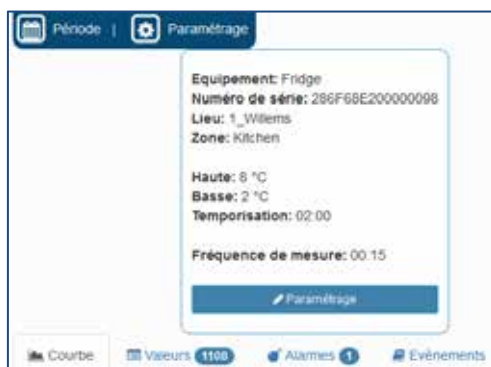 Période | Paramétrage
Equipement: Fridge
Numéro de série: 286F68E200000098
Lieu: 1_Willems
Zone: Kitchen
Haute: 8 °C
Basse: 2 °C
Temporisation: 02:00
Fréquence de mesure: 00:15
Paramétrage
Courbe Valeurs 1108 Alarmes 1 Evènements